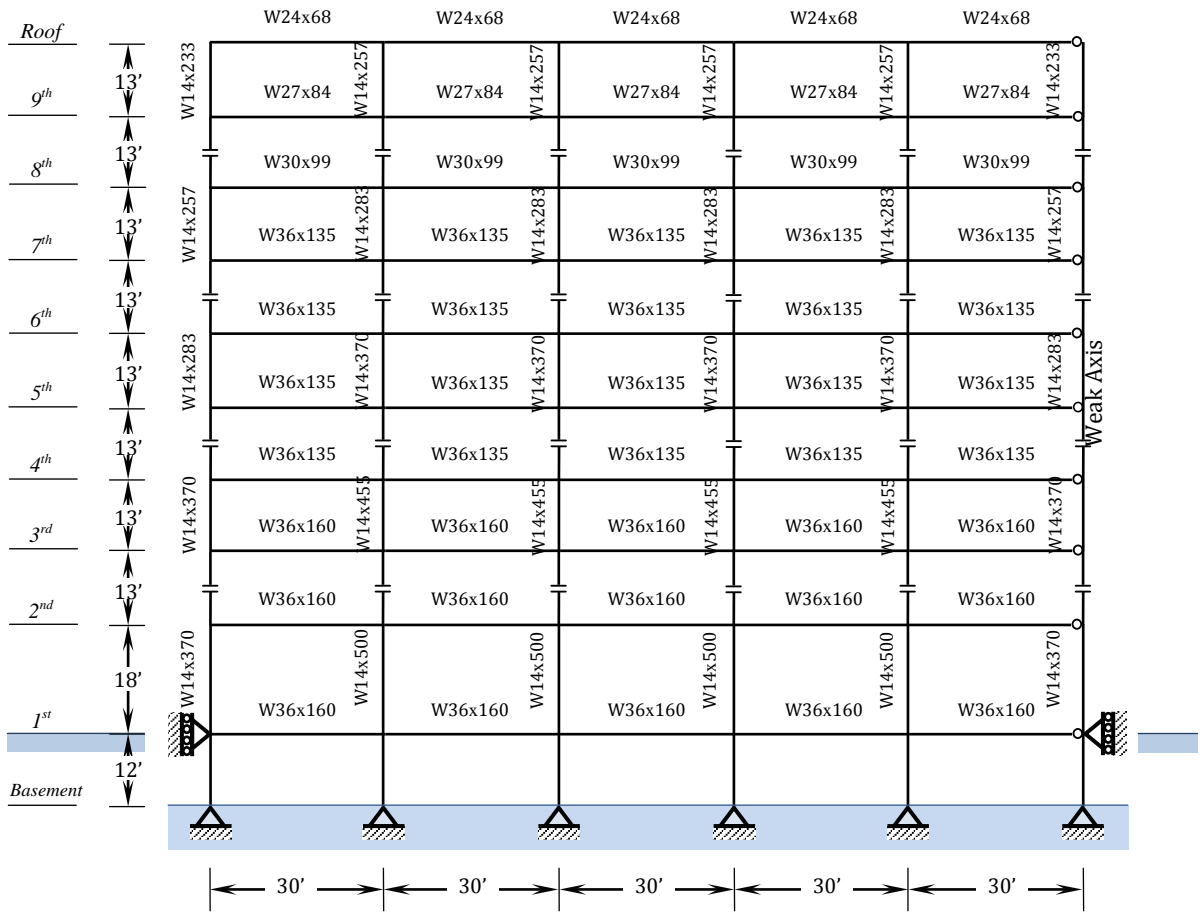 W24x68 W24x68 W24x68 W24x68 W24x68
Roof
W14x233 W14x257 W14x257 W14x257 W14x257 W14x233
13’
W27x84 W27x84 W27x84 W27x84 W27x84
9th
13’
W30x99 W30x99 W30x99 W30x99 W30x99
8th
W14x257 W14x283 W14x283 W14x283 W14x283 W14x257
13’
W36x135 W36x135 W36x135 W36x135 W36x135
7th
13’
W36x135 W36x135 W36x135 W36x135 W36x135
6th
W14x283 W14x370 W14x370 W14x370 W14x370 W14x283
13’
W36x135 W36x135 W36x135 W36x135 W36x135
5th
Weak Axis
13’
W36x135 W36x135 W36x135 W36x135 W36x135
4th
W14x370 W14x455 W14x455 W14x455 W14x455 W14x370
13’
W36x160 W36x160 W36x160 W36x160 W36x160
3rd
13’
W36x160 W36x160 W36x160 W36x160 W36x160
2nd
W14x370 W14x500 W14x500 W14x500 W14x500 W14x370
18’
W36x160 W36x160 W36x160 W36x160 W36x160
1st
12’
Basement
30’ 30’ 30’ 30’ 30’